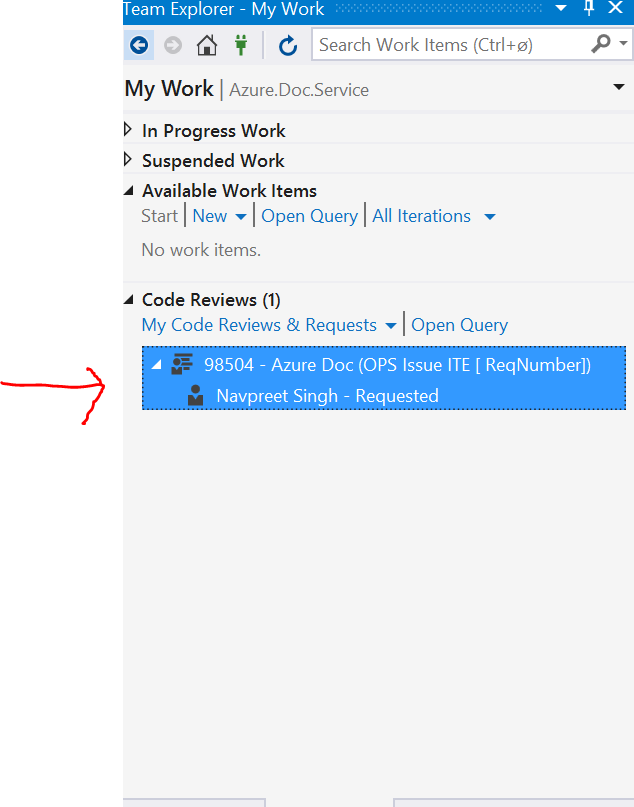 Team Explorer - My Work
Search Work Items (Ctrl+ø)
My Work | Azure.Doc.Service
In Progress Work
Suspended Work
Available Work Items
Start | New | Open Query | All Iterations
No work items.
Code Reviews (1)
My Code Reviews & Requests | Open Query
98504 - Azure Doc (OPS Issue ITE [ ReqNumber])
Navpreet Singh - Requested